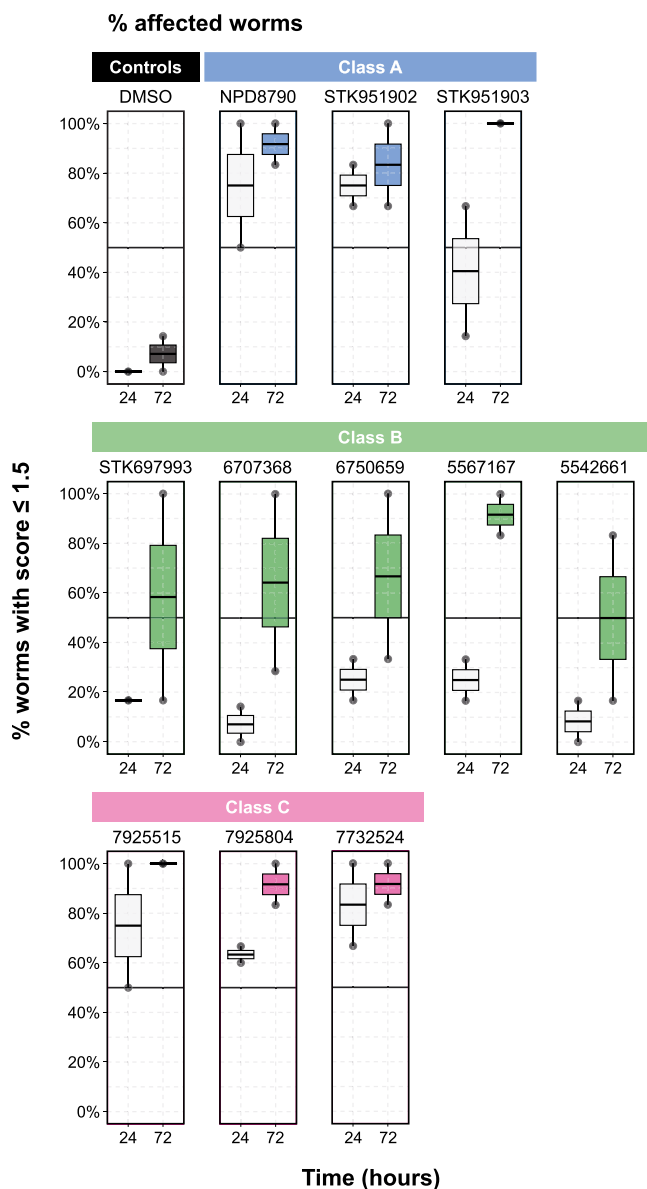 % affected worms
Controls Class A
DMSO NPD8790 STK951902 STK951903
100%
80%
60%
40%
20%
0%
24 72 24 72 24 72 24 72
Class B
STK697993 6707368 6750659 5567167 5542661
100%
80%
60%
40%
20%
0%
24 72 24 72 24 72 24 72 24 72
% worms with score ≤ 1.5
Class C
7925515 7925804 7732524
100%
80%
60%
40%
20%
0%
24 72 24 72 24 72
Time (hours)